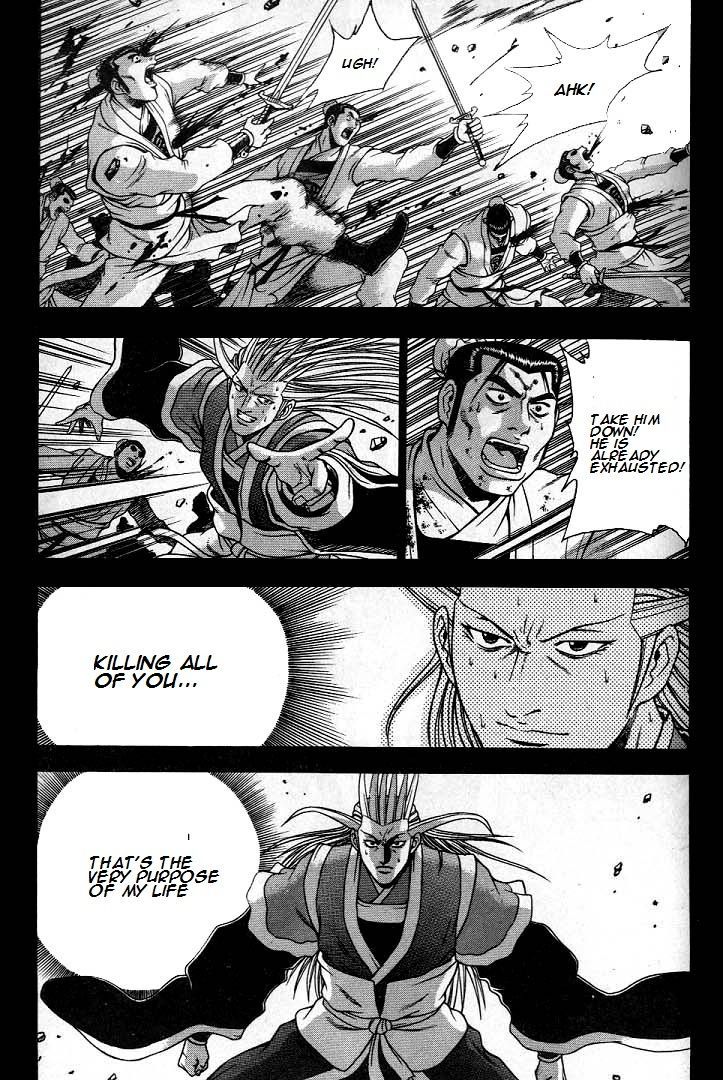 UGH!
AHK!
TAKE HIM
DOWN!
HE IS
ALREADY
EXHAUSTED!
KILLING ALL
OF YOU...
THAT'S THE
VERY PURPOSE
OF MY LIFE